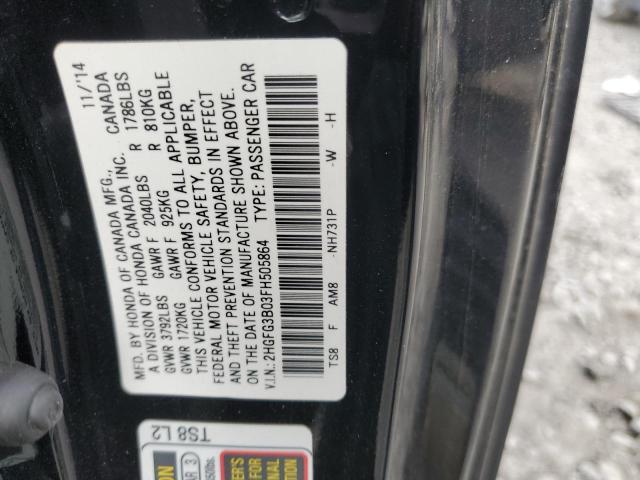 MFD. BY HONDA OF CANADA MFG., 11/'14
A DIVISION OF HONDA CANADA INC. CANADA
GVWR 3792LBS GAWR F 2040LBS R 1786LBS
GVWR 1720KG GAWR F 925KG R 810KG
THIS VEHICLE CONFORMS TO ALL APPLICABLE
FEDERAL MOTOR VEHICLE SAFETY, BUMPER,
AND THEFT PREVENTION STANDARDS IN EFFECT
ON THE DATE OF MANUFACTURE SHOWN ABOVE.
V.I.N.: 2HGFG3B03FH505864 TYPE: PASSENGER CAR
TS8 F AM8 -NH731P -W -H
TS8 L2